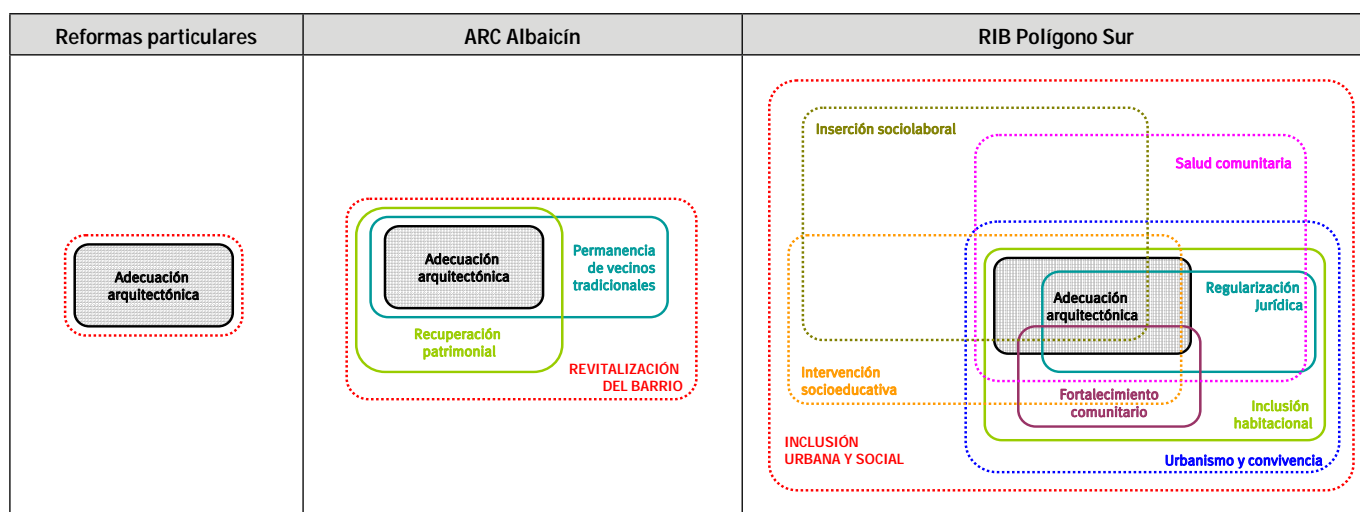 Reformas particulares
ARC Albaicín
RIB Polígono Sur
Adecuación
arquitectónica
Adecuación
arquitectónica
Permanencia
de vecinos
tradicionales
Recuperación
patrimonial
REVITALIZACIÓN
DEL BARRIO
Inserción sociolaboral
Salud comunitaria
Adecuación
arquitectónica
Regularización
Jurídica
Intervención
socioeducativa
Fortalecimiento
comunitario
Inclusión
habitacional
INCLUSIÓN
URBANA Y SOCIAL
Urbanismo y convivencia